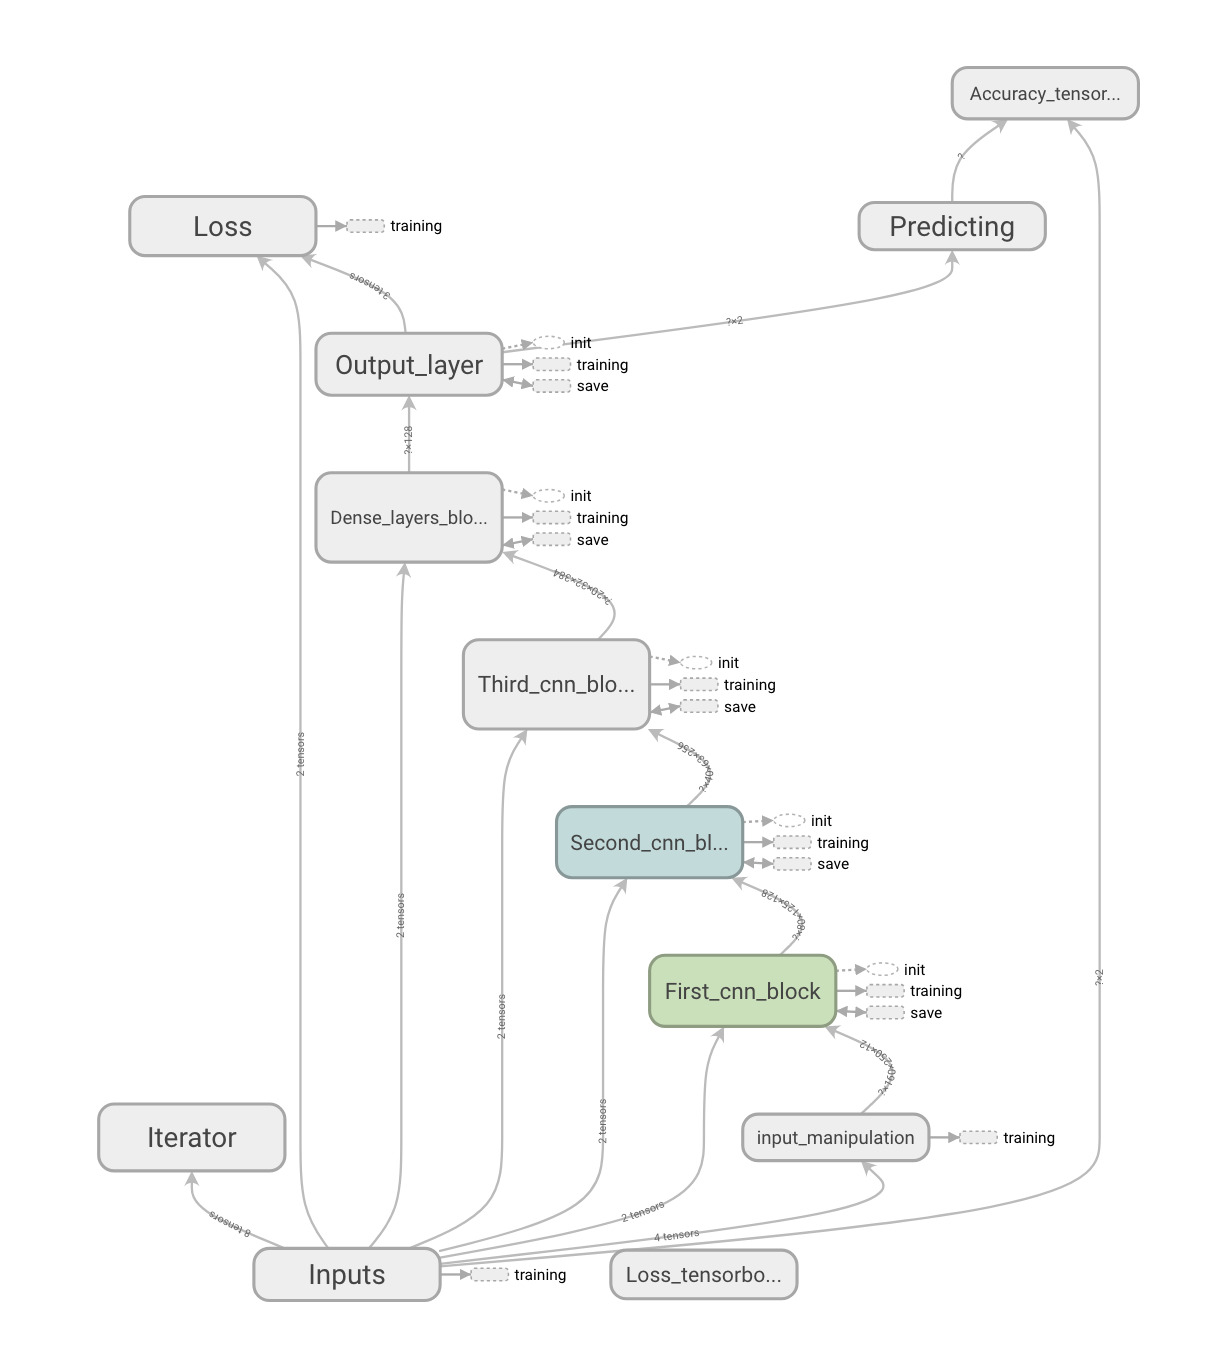 Accuracy_tensor...
?
Loss
training
Predicting
3 tensors
?×2
Output_layer
init
training
save
?×128
Dense_layers_blo...
init
training
save
?×20×32×384
Third_cnn_blo...
init
training
save
2 tensors
?×40×63×256
Second_cnn_bl...
init
training
save
2 tensors
?×80×125×128
First_cnn_block
init
training
save
?×2
2 tensors
?×160×250×12
2 tensors
Iterator
input_manipulation
training
8 tensors
2 tensors
4 tensors
Inputs
training
Loss_tensorbo...